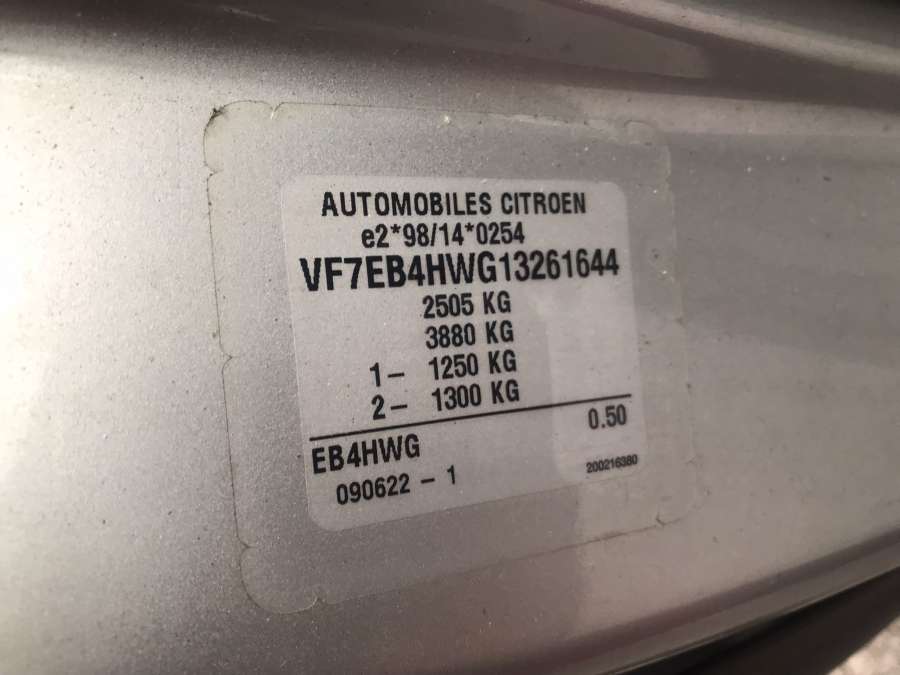 AUTOMOBILES CITROEN
e2*98/14*0254
VF7EB4HWG13261644
2505 KG
3880 KG
1- 1250 KG
2- 1300 KG
0.50
EB4HWG
090622 - 1
200216380